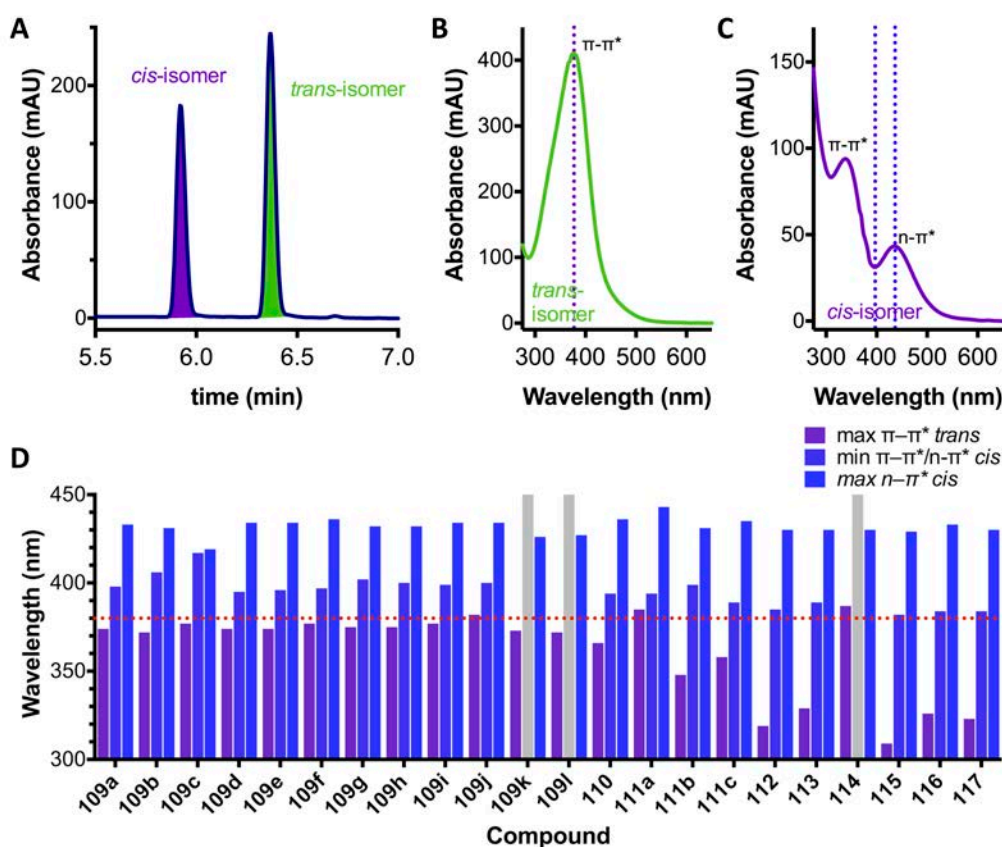 A
B
C
Absorbance (mAU)
200
100
0
cis-isomer
trans-isomer
5.5
6.0
6.5
7.0
time (min)
Absorbance (mAU)
400
300
200
100
0
π-π*
trans-
isomer
300
400
500
600
Wavelength (nm)
Absorbance (mAU)
150
100
50
0
π-π*
n-π*
cis-isomer
300
400
500
600
Wavelength (nm)
D
max π–π* trans
min π–π*/n-π* cis
max n–π* cis
Wavelength (nm)
450
400
350
300
109a
109b
109c
109d
109e
109f
109g
109h
109i
109j
109k
109l
110
111a
111b
111c
112
113
114
115
116
117
Compound